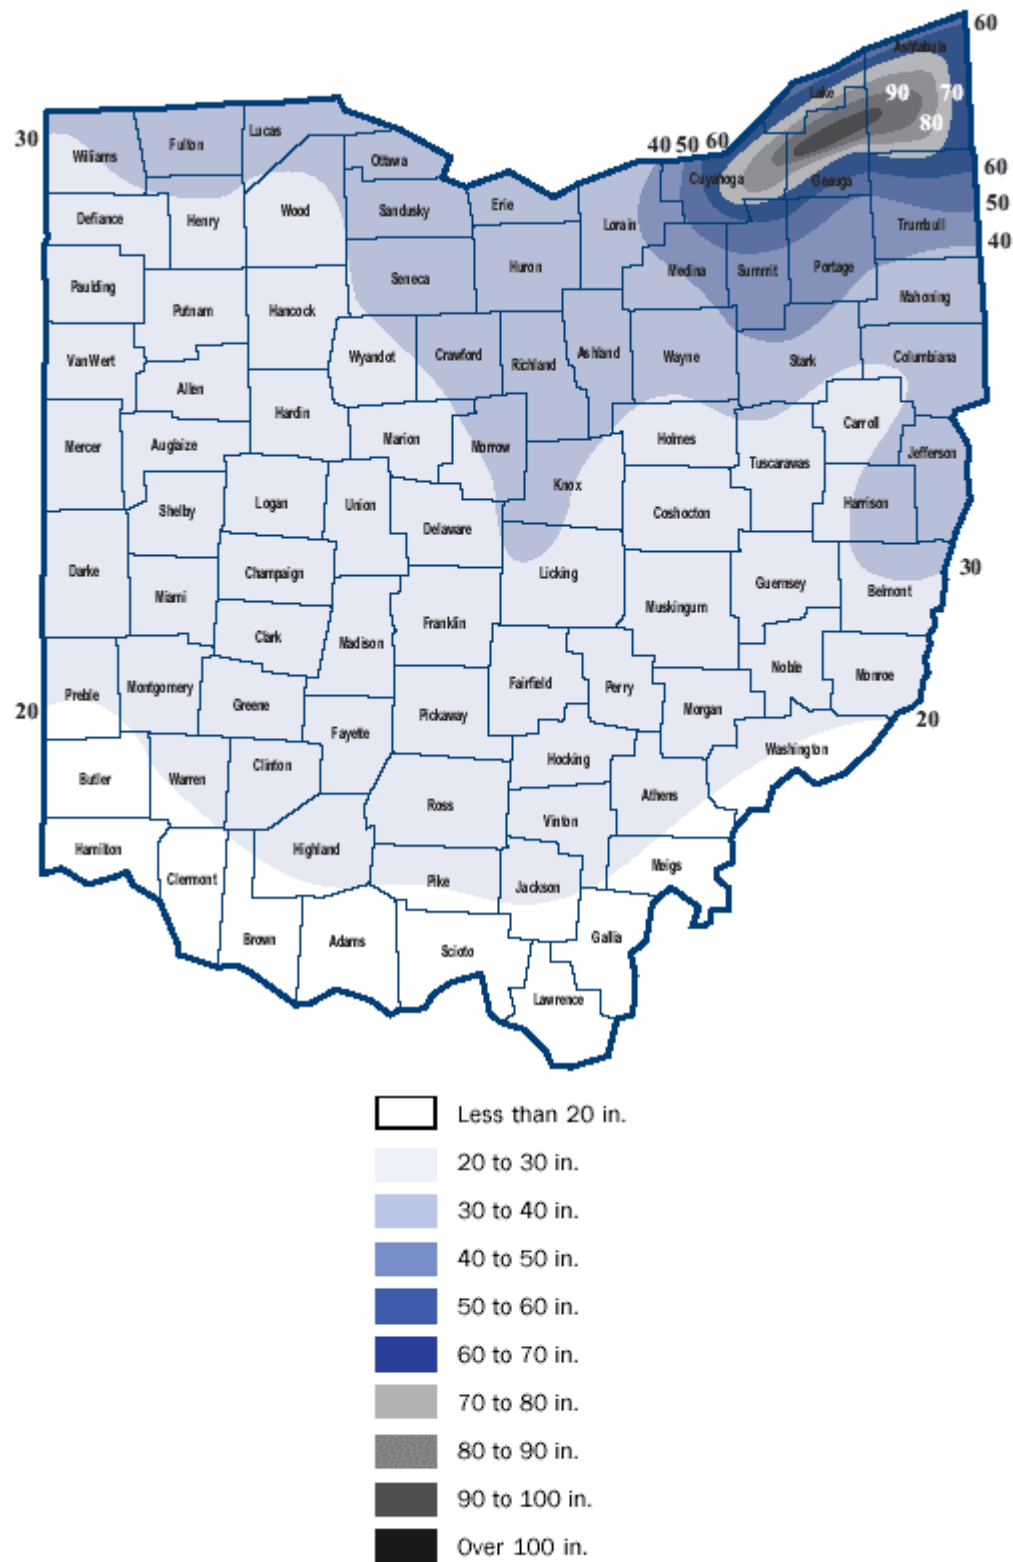 60
Ashtabula
Lake
90
70
80
30
Williams
Fulton
Lucas
Ottawa
40 50 60
Cuyahoga
Geauga
60
Defiance
Henry
Wood
Sandusky
Erie
Lorain
Trumbull
50
40
Paulding
Putnam
Hancock
Seneca
Huron
Medina
Summit
Portage
Mahoning
Van Wert
Allen
Wyandot
Crawford
Richland
Ashland
Wayne
Stark
Columbiana
Mercer
Auglaize
Hardin
Marion
Morrow
Knox
Holmes
Tuscarawas
Carroll
Jefferson
Shelby
Logan
Union
Delaware
Coshocton
Harrison
Darke
Miami
Champaign
Licking
Muskingum
Guernsey
Belmont
30
Clark
Madison
Franklin
Preble
Montgomery
Greene
Fairfield
Perry
Morgan
Noble
Monroe
20
Fayette
Pickaway
Washington
20
Butler
Warren
Clinton
Hocking
Athens
Ross
Vinton
Hamilton
Clermont
Highland
Pike
Jackson
Meigs
Brown
Adams
Scioto
Gallia
Lawrence
Less than 20 in.
20 to 30 in.
30 to 40 in.
40 to 50 in.
50 to 60 in.
60 to 70 in.
70 to 80 in.
80 to 90 in.
90 to 100 in.
Over 100 in.